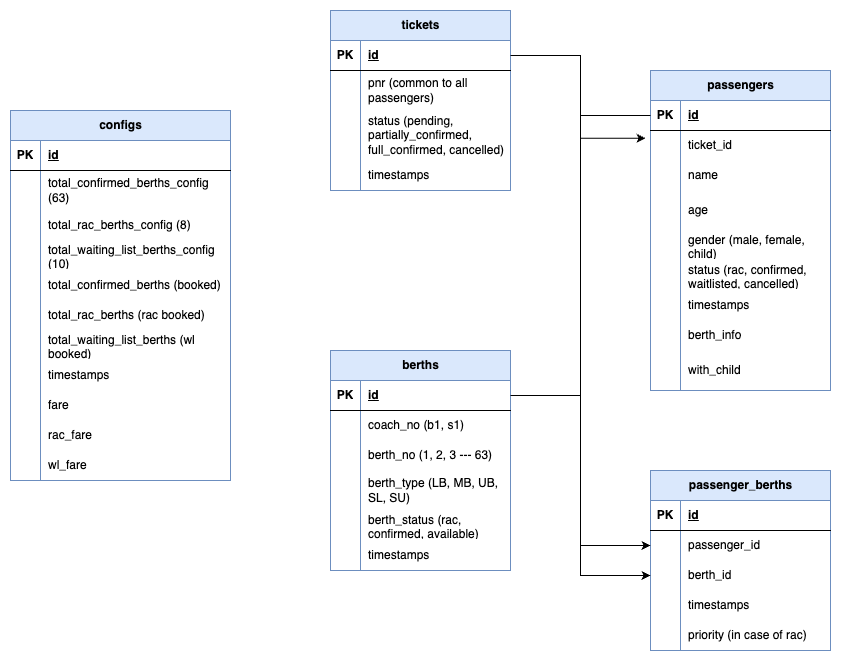 configs
PK id
total_confirmed_berths_config
(63)
total_rac_berths_config (8)
total_waiting_list_berths_config
(10)
total_confirmed_berths (booked)
total_rac_berths (rac booked)
total_waiting_list_berths (wl
booked)
timestamps
fare
rac_fare
wl_fare
tickets
PK id
pnr (common to all
passengers)
status (pending,
partially_confirmed,
full_confirmed, cancelled)
timestamps
berths
PK id
coach_no (b1, s1)
berth_no (1, 2, 3 --- 63)
berth_type (LB, MB, UB,
SL, SU)
berth_status (rac,
confirmed, available)
timestamps
passengers
PK id
ticket_id
name
age
gender (male, female,
child)
status (rac, confirmed,
waitlisted, cancelled)
timestamps
berth_info
with_child
passenger_berths
PK id
passenger_id
berth_id
timestamps
priority (in case of rac)